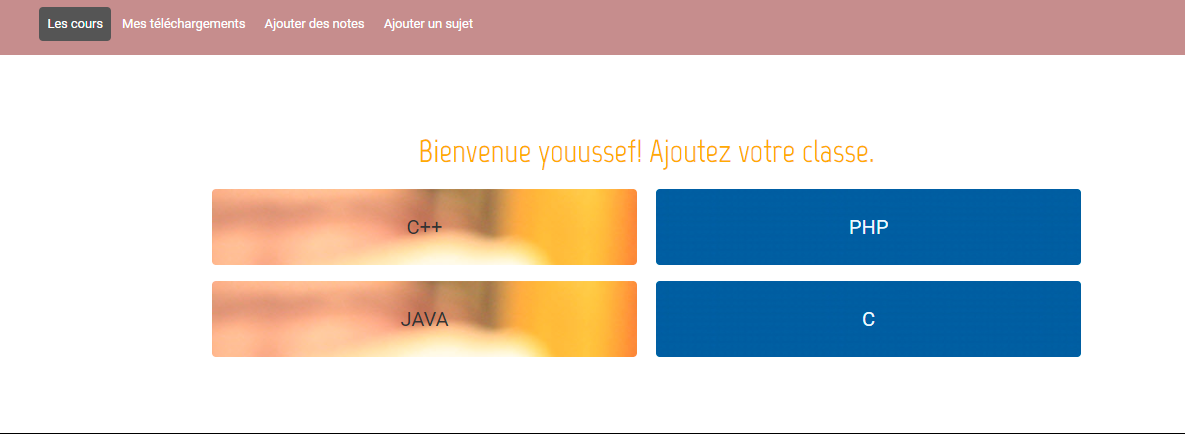 Les cours Mes téléchargements Ajouter des notes Ajouter un sujet
Bienvenue youussef! Ajoutez votre classe.
C++ PHP
JAVA C